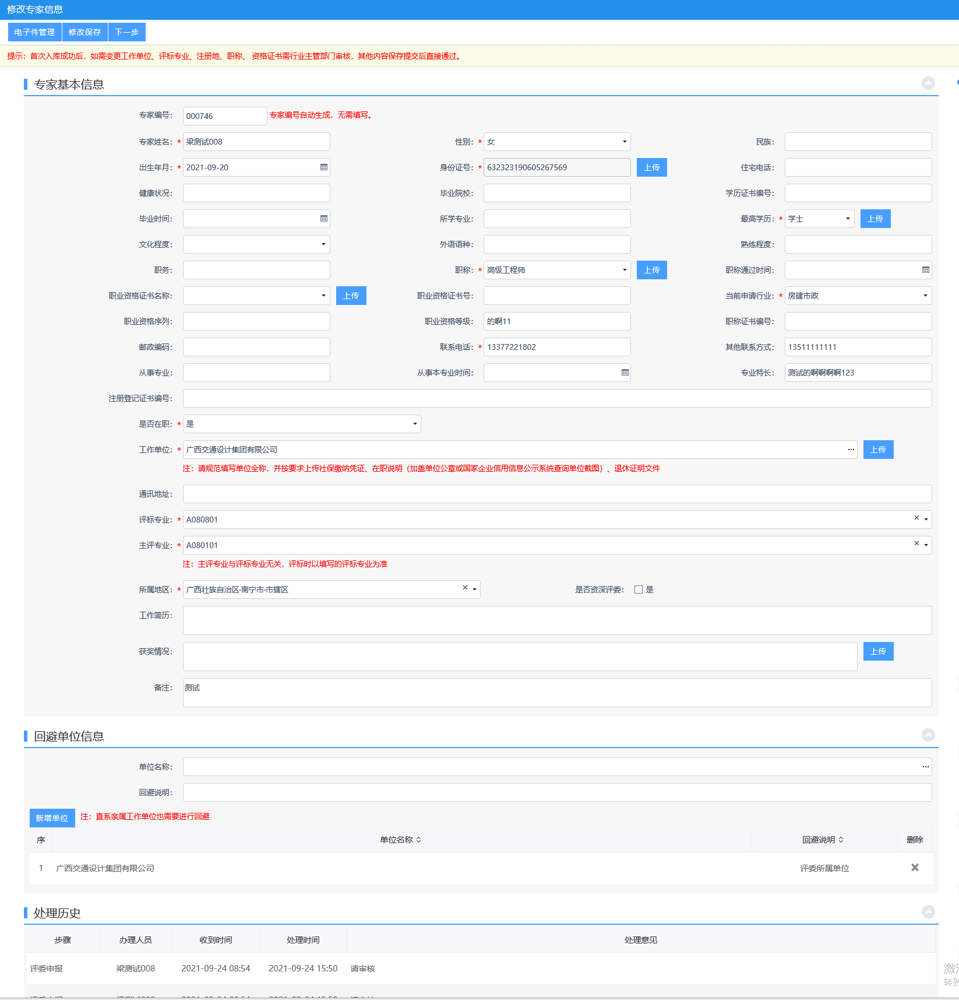 修改专家信息
电子件管理 修改保存 下一步
提示：首次入库成功后，如需变更工作单位、评标专业、注册地、职称、 资格证书需行业主管部门审核，其他内容保存提交后直接通过。
专家基本信息
专家编号： 000746 专家编号自动生成，无需填写。
专家姓名：* 梁测试008 性别：* 女 民族：
出生年月：* 2021-09-20 身份证号：* 632323190605267569 上传 住宅电话：
健康状况： 毕业院校： 学历证书编号：
毕业时间： 所学专业： 最高学历：* 学士 上传
文化程度： 外语语种： 熟练程度：
职务： 职称：* 高级工程师 上传 职称通过时间：
职业资格证书名称： 上传 职业资格证书号： 当前申请行业：* 房建市政
职业资格序列： 职业资格等级： 的啊11 职称证书编号：
邮政编码： 联系电话：* 13377221802 其他联系方式： 13511111111
从事专业： 从事本专业时间： 专业特长： 测试的啊啊啊啊123
注册登记证书编号：
是否在职：* 是
工作单位：* 广西交通设计集团有限公司 ... 上传
注：请规范填写单位全称，并按要求上传社保缴纳凭证、在职说明（加盖单位公章或国家企业信用信息公示系统查询单位截图）、退休证明文件
通讯地址：
评标专业：* A080801
主评专业：* A080101
注：主评专业与评标专业无关，评标时以填写的评标专业为准
所属地区：* 广西壮族自治区·南宁市·市辖区 是否资深评委： 是
工作简历：
获奖情况： 上传
备注： 测试
回避单位信息
单位名称： ...
回避说明：
新增单位 注：直系亲属工作单位也需要进行回避
序 单位名称 回避说明 删除
1 广西交通设计集团有限公司 评委所属单位
处理历史
步骤 办理人员 收到时间 处理时间 处理意见
评委申报 梁测试008 2021-09-24 08:54 2021-09-24 15:50 请审核
转到